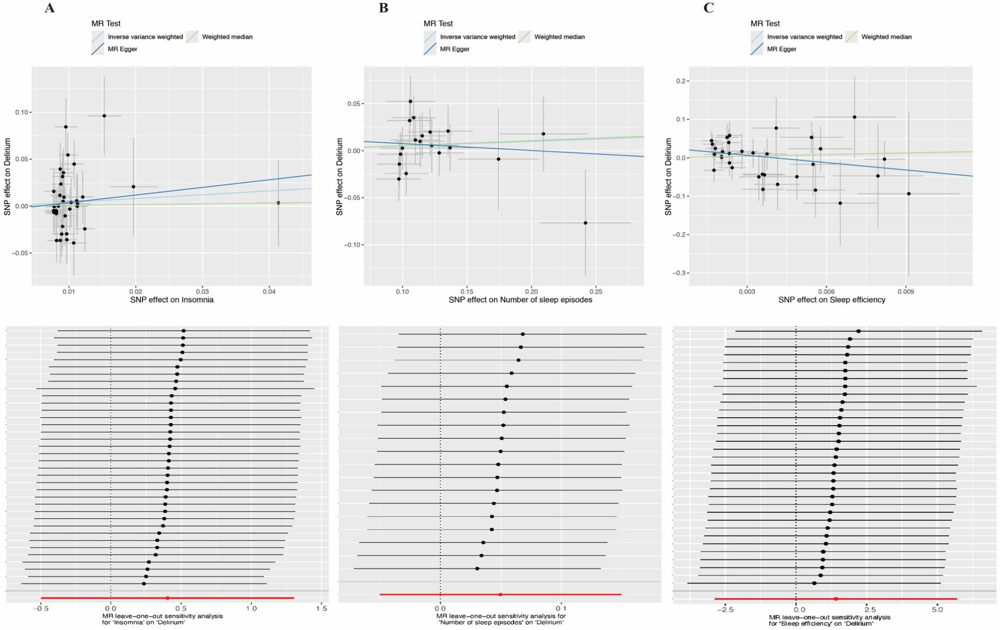 A
B
C
MR Test
Inverse variance weighted
Weighted median
MR Egger
MR Test
Inverse variance weighted
Weighted median
MR Egger
MR Test
Inverse variance weighted
Weighted median
MR Egger
SNP effect on Delirium
0.10
0.05
0.00
−0.05
0.01
0.02
0.03
0.04
SNP effect on Insomnia
SNP effect on Delirium
0.05
0.00
−0.05
−0.10
0.10
0.15
0.20
0.25
SNP effect on Number of sleep episodes
SNP effect on Delirium
0.2
0.1
0.0
−0.1
−0.2
−0.3
0.003
0.006
0.009
SNP effect on Sleep efficiency
−0.5
0.0
0.5
1.0
1.5
MR leave−one−out sensitivity analysis
for 'Insomnia' on 'Delirium'
0.0
0.1
MR leave−one−out sensitivity analysis for
'Number of sleep episodes' on 'Delirium'
−2.5
0.0
2.5
5.0
MR leave−one−out sensitivity analysis
for 'Sleep efficiency' on 'Delirium'